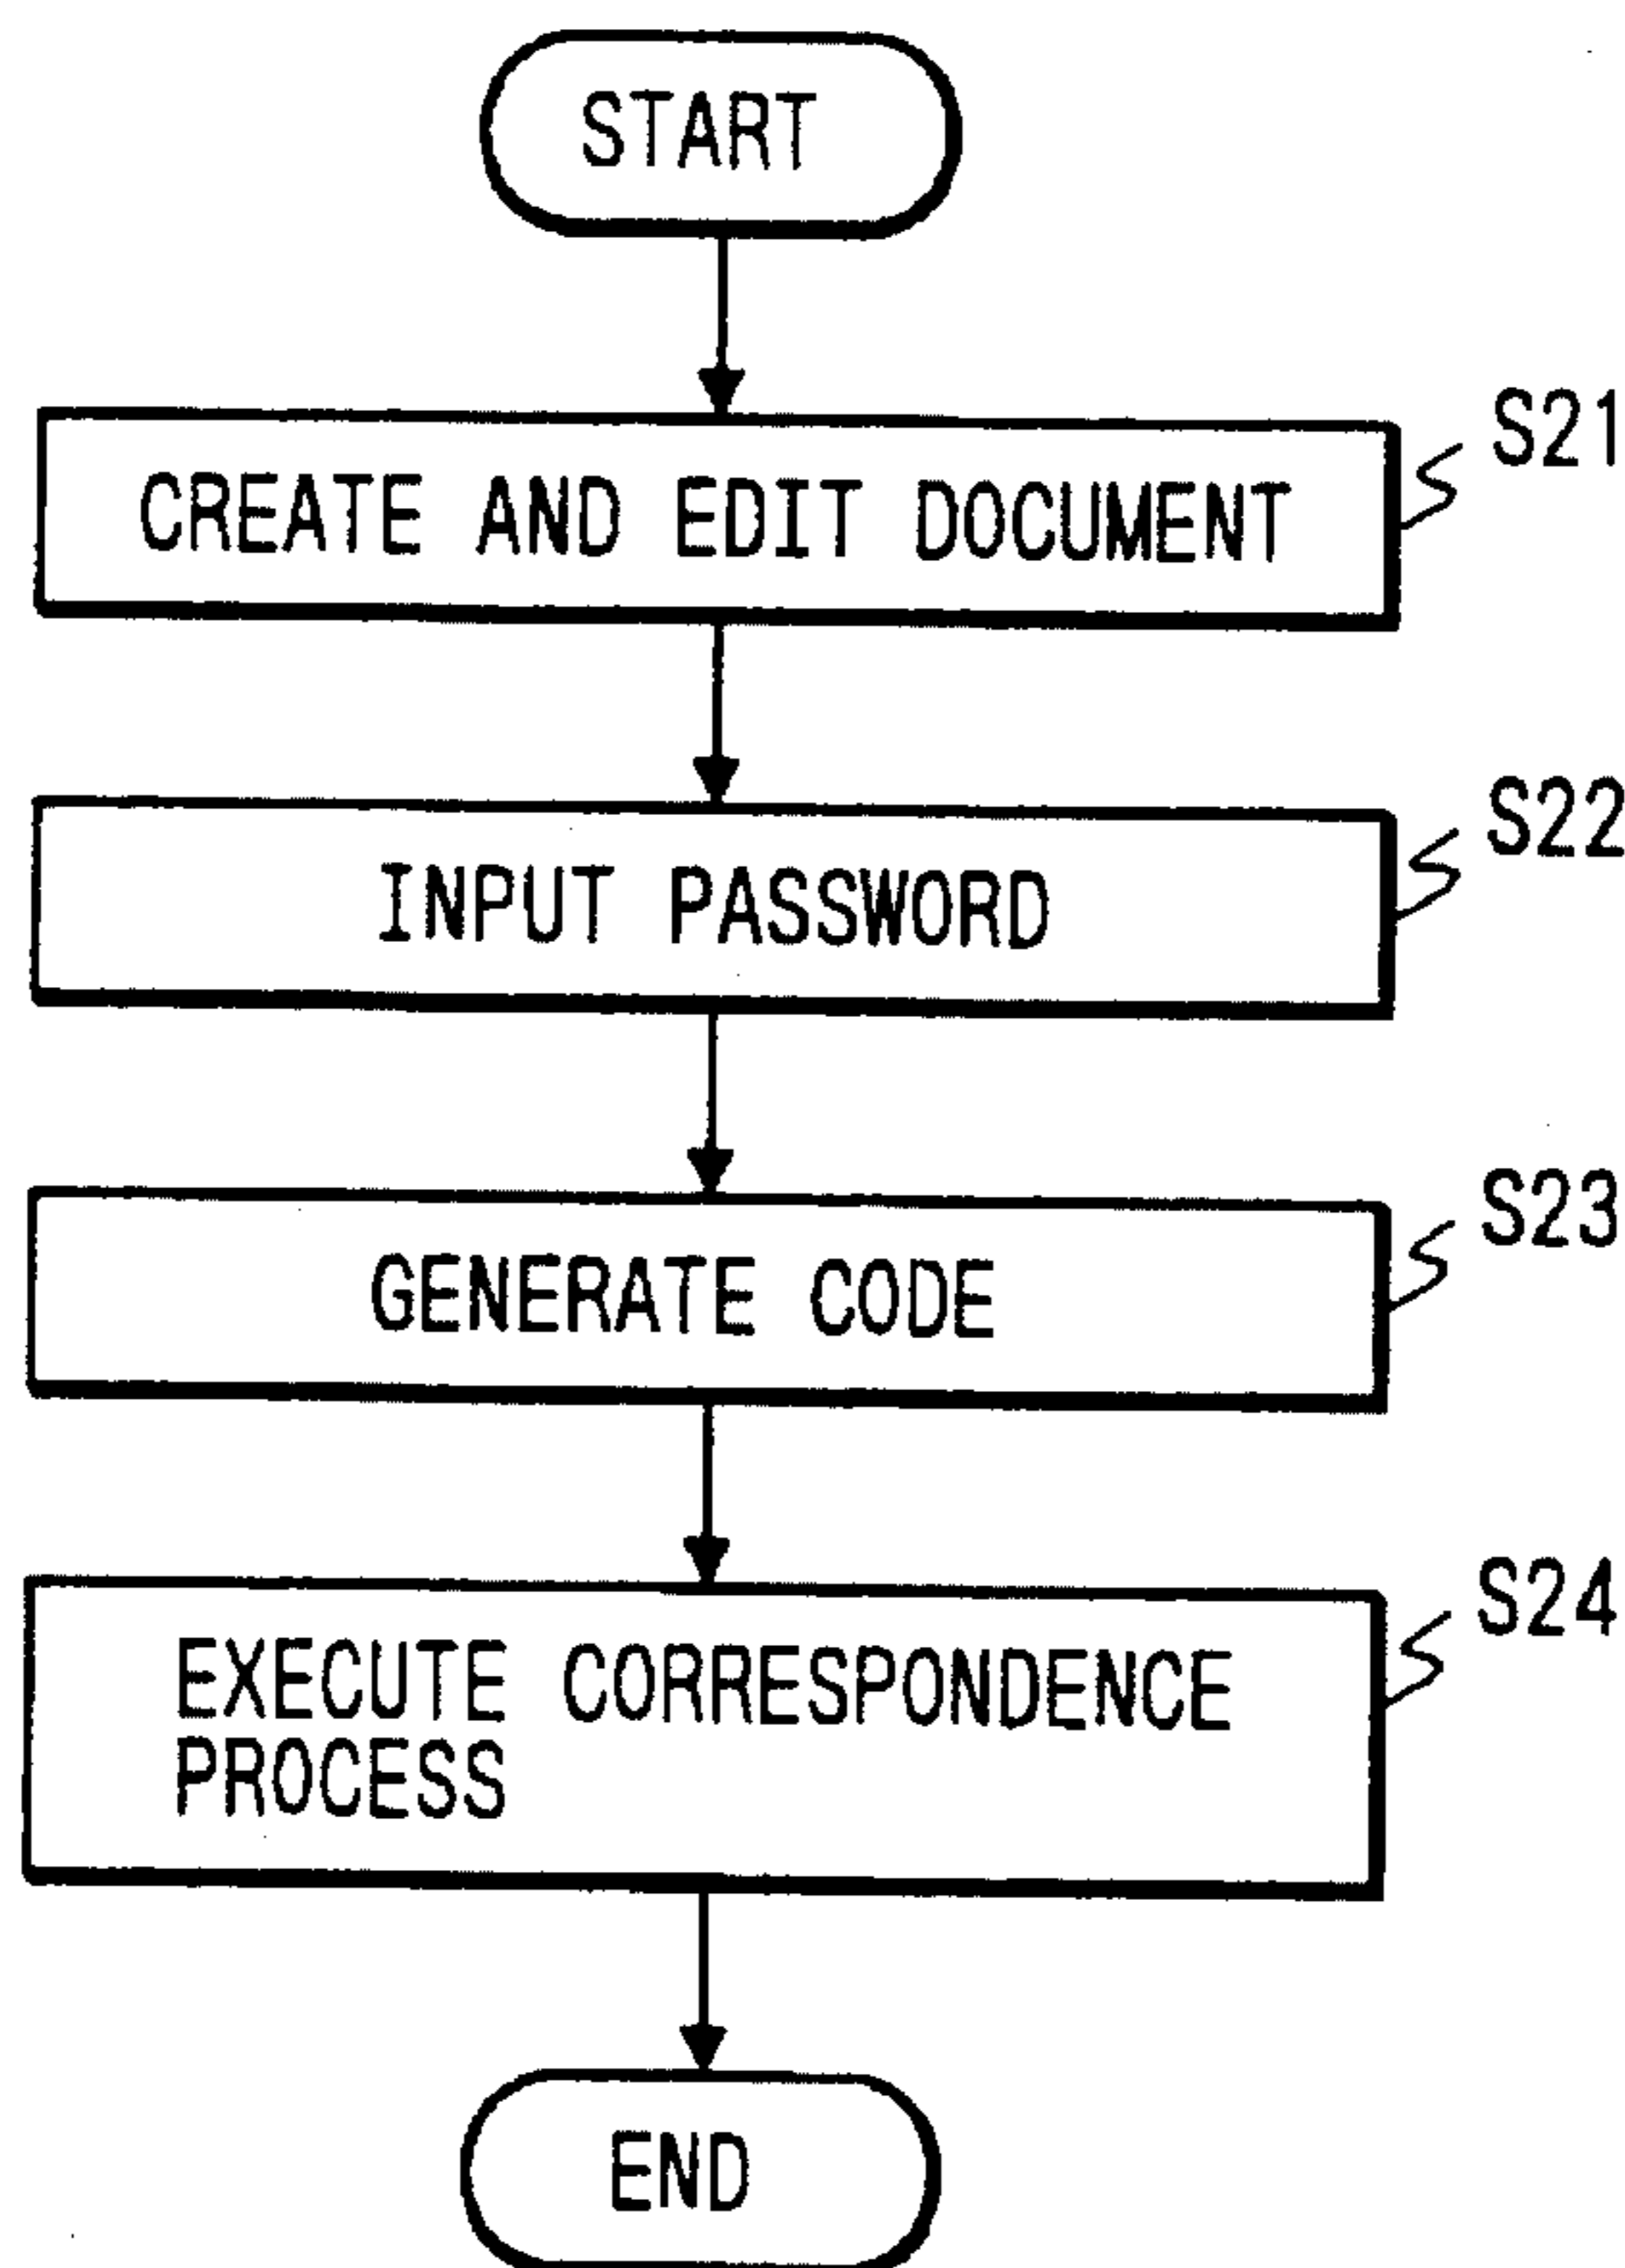 START
S21
CREATE AND EDIT DOCUMENT
S22
INPUT PASSWORD
S23
GENERATE CODE
S24
EXECUTE CORRESPONDENCE
PROCESS
END